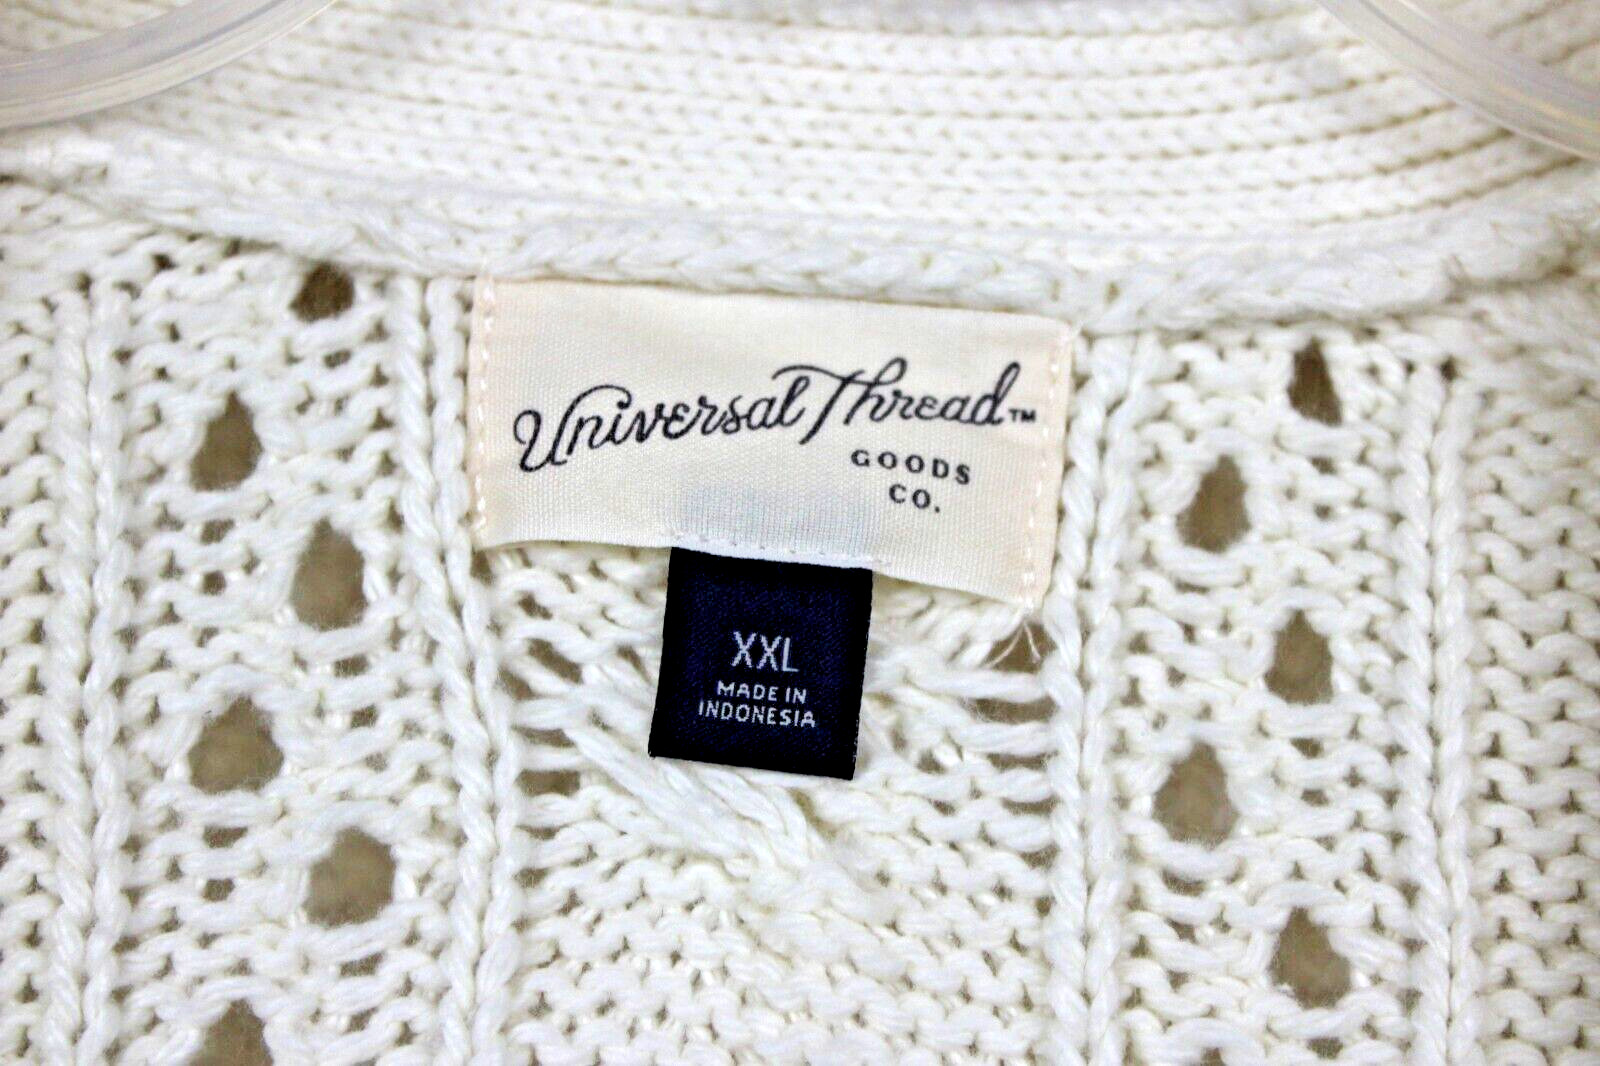 Universal Thread™
GOODS
CO.
XXL
MADE IN
INDONESIA